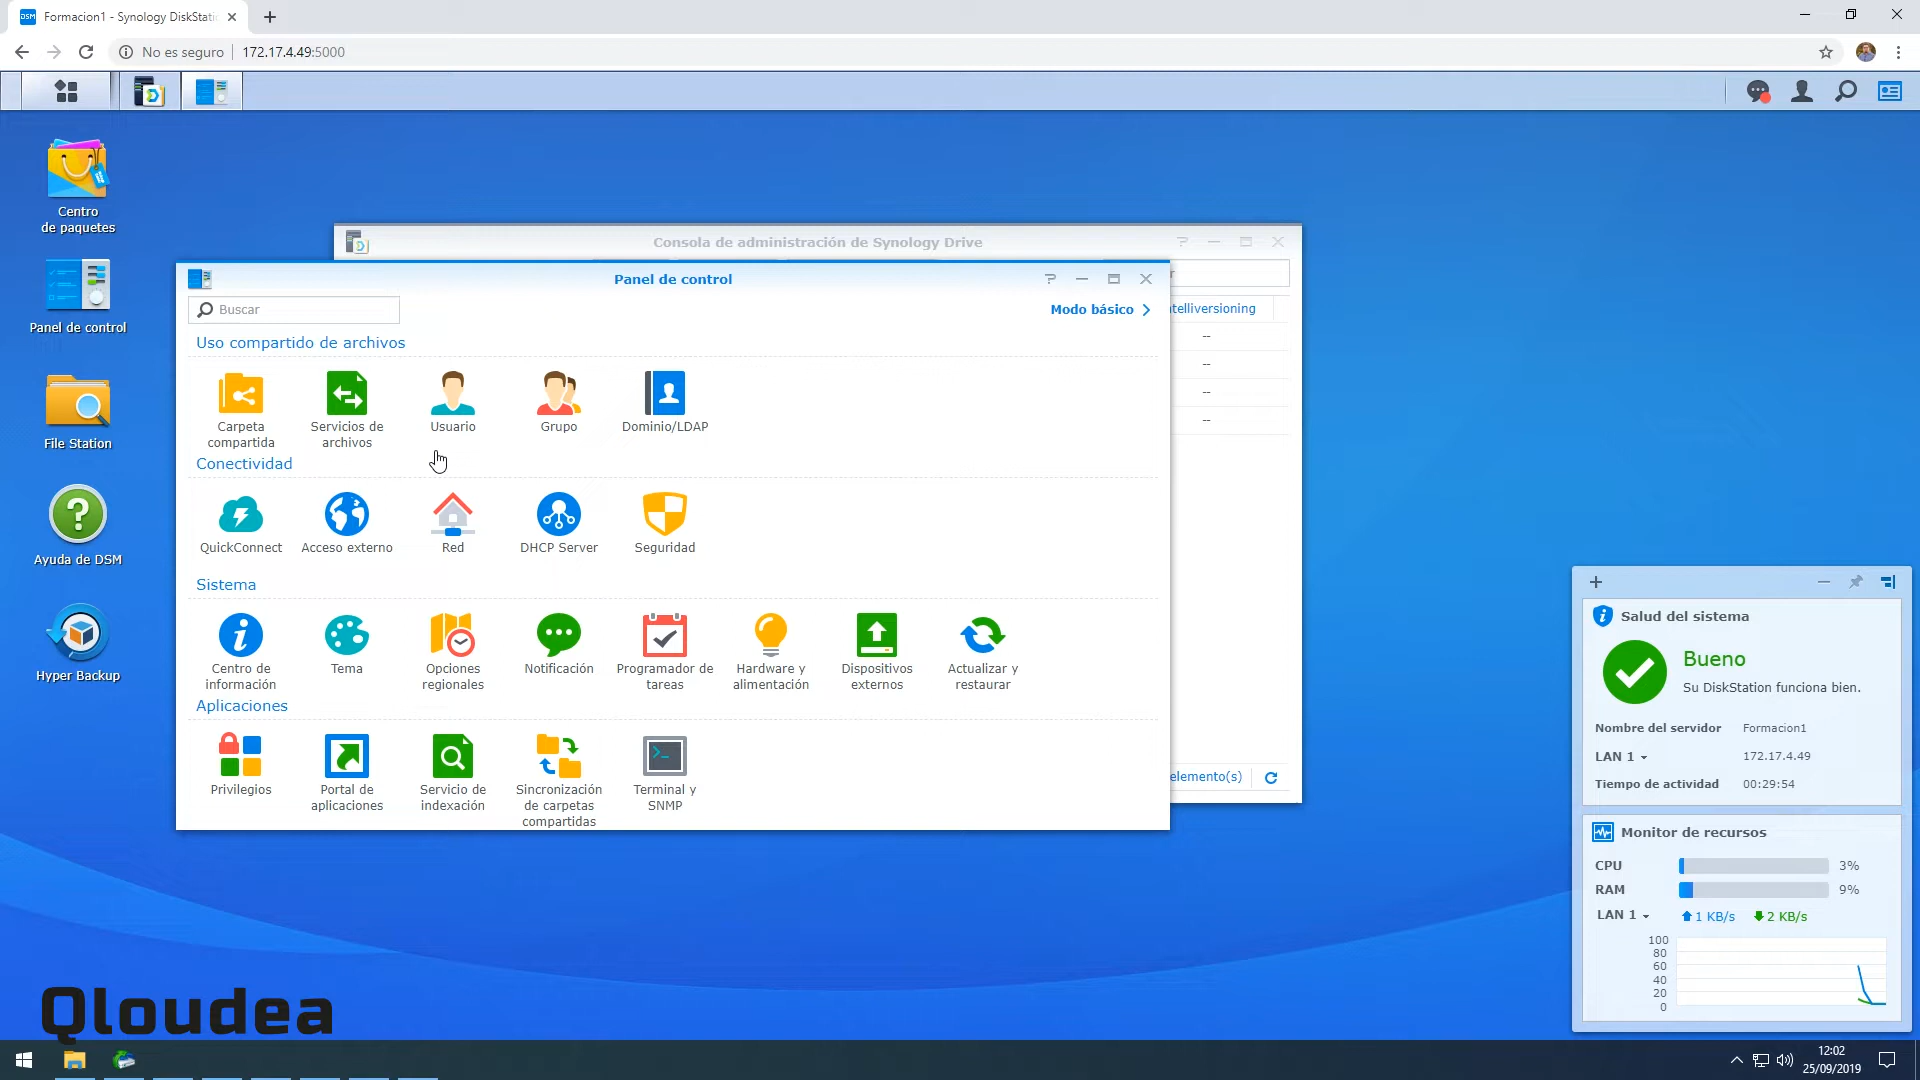 Formacion1 - Synology DiskStati
No es seguro
172.17.4.49:5000
Centro
de paquetes
Panel de control
File Station
Ayuda de DSM
Hyper Backup
Consola de administración de Synology Drive
r
telliversioning
--
--
--
--
elemento(s)
Panel de control
Buscar
Modo básico
Uso compartido de archivos
Carpeta
compartida
Servicios de
archivos
Usuario
Grupo
Dominio/LDAP
Conectividad
QuickConnect
Acceso externo
Red
DHCP Server
Seguridad
Sistema
Centro de
información
Tema
Opciones
regionales
Notificación
Programador de
tareas
Hardware y
alimentación
Dispositivos
externos
Actualizar y
restaurar
Aplicaciones
Privilegios
Portal de
aplicaciones
Servicio de
indexación
Sincronización
de carpetas
compartidas
Terminal y
SNMP
Salud del sistema
Bueno
Su DiskStation funciona bien.
Nombre del servidor Formacion1
LAN 1 172.17.4.49
Tiempo de actividad 00:29:54
Monitor de recursos
CPU 3%
RAM 9%
LAN 1 1 KB/s 2 KB/s
100
80
60
40
20
0
Qloudea
12:02
25/09/2019